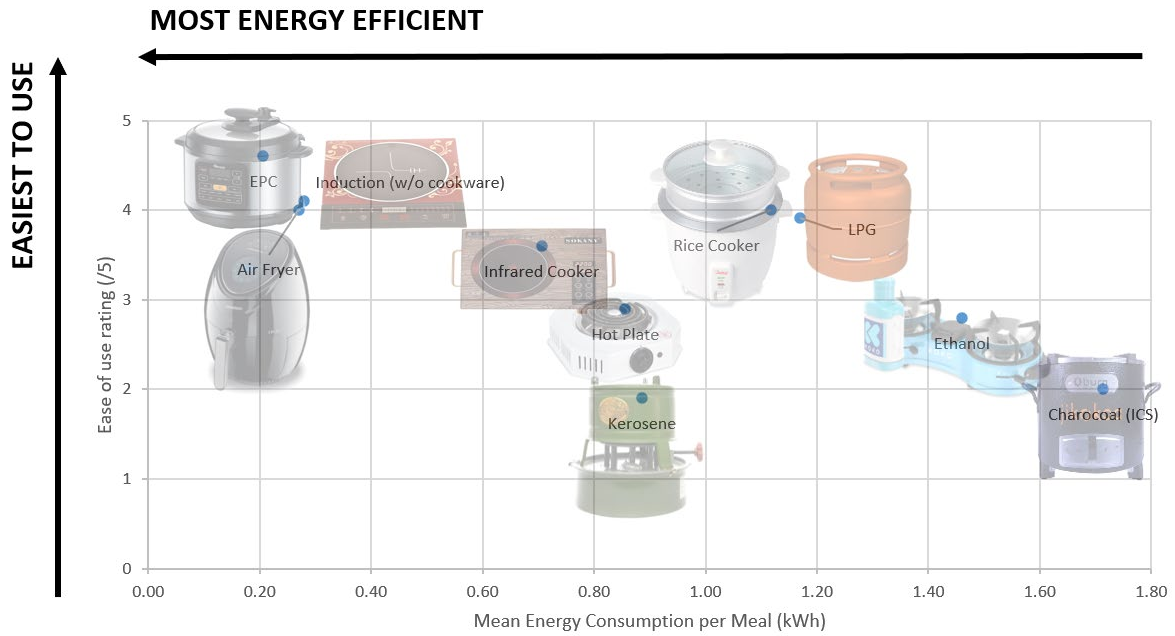 MOST ENERGY EFFICIENT
EASIEST TO USE
Ease of use rating (/5)
5
4
3
2
1
0
EPC
Induction (w/o cookware)
Air Fryer
Infrared Cooker
SOKANY
Hot Plate
Kerosene
Rice Cooker
LPG
Ethanol
KOKO
Burn
Charocoal (ICS)
0.00
0.20
0.40
0.60
0.80
1.00
1.20
1.40
1.60
1.80
Mean Energy Consumption per Meal (kWh)